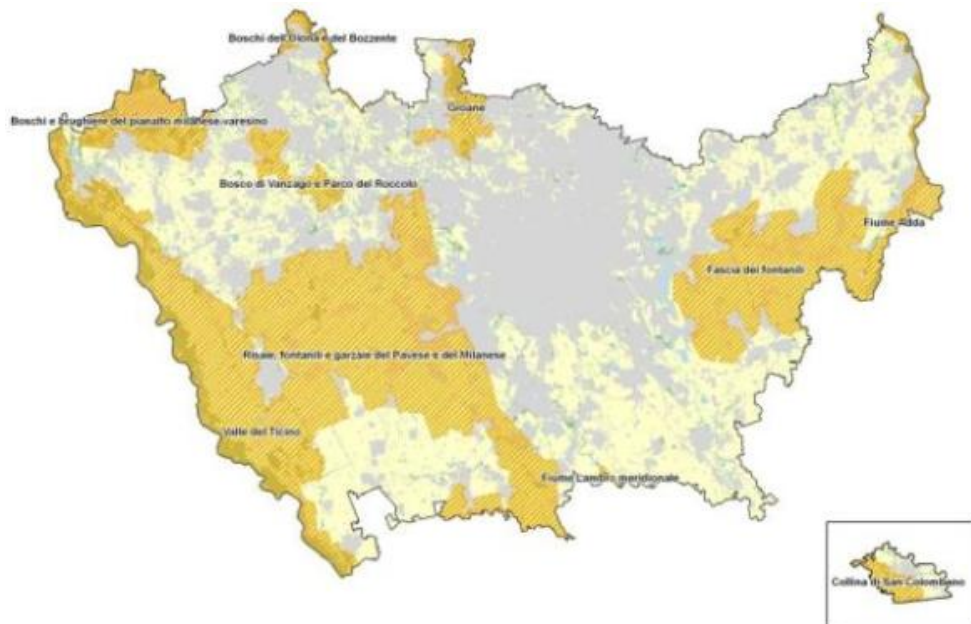 Boschi dell'Olona e del Bozzente
Groane
Boschi e brughiere del pianalto milanese-varesino
Bosco di Vanzago e Parco del Roccolo
Fiume Adda
Fascia dei fontanili
Risaie, fontanili e garzaie del Pavese e del Milanese
Valle del Ticino
Fiume Lambro meridionale
Collina di San Colombano